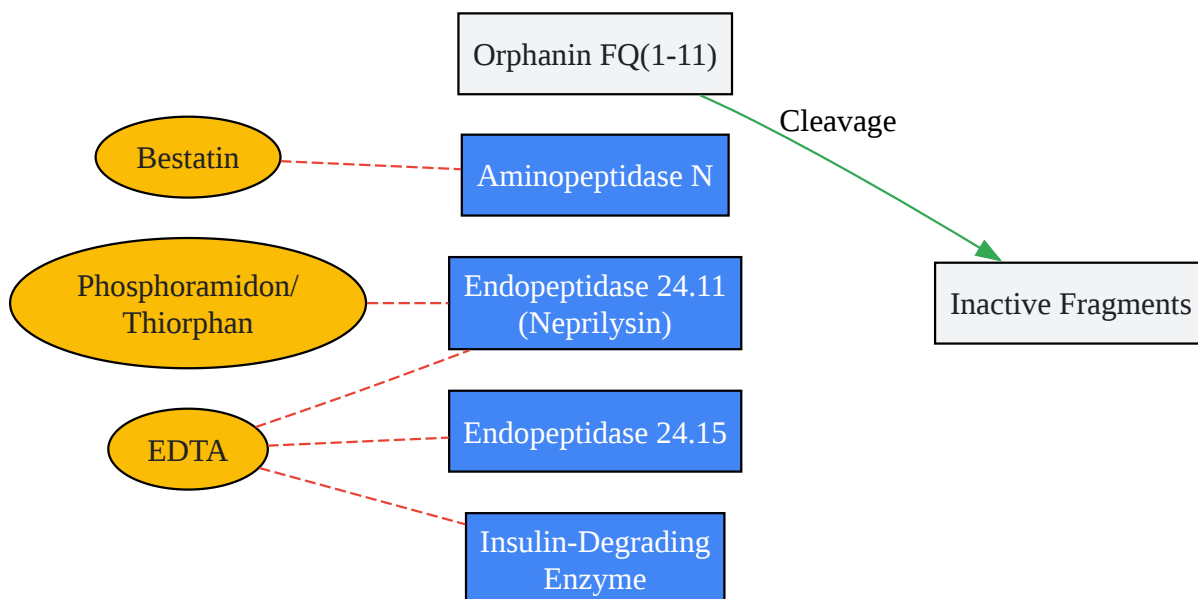 Orphanin FQ(1-11)
Cleavage
Bestatin
Aminopeptidase N
Phosphoramidon/
Thiorphan
Endopeptidase 24.11
(Neprilysin)
Inactive Fragments
EDTA
Endopeptidase 24.15
Insulin-Degrading
Enzyme